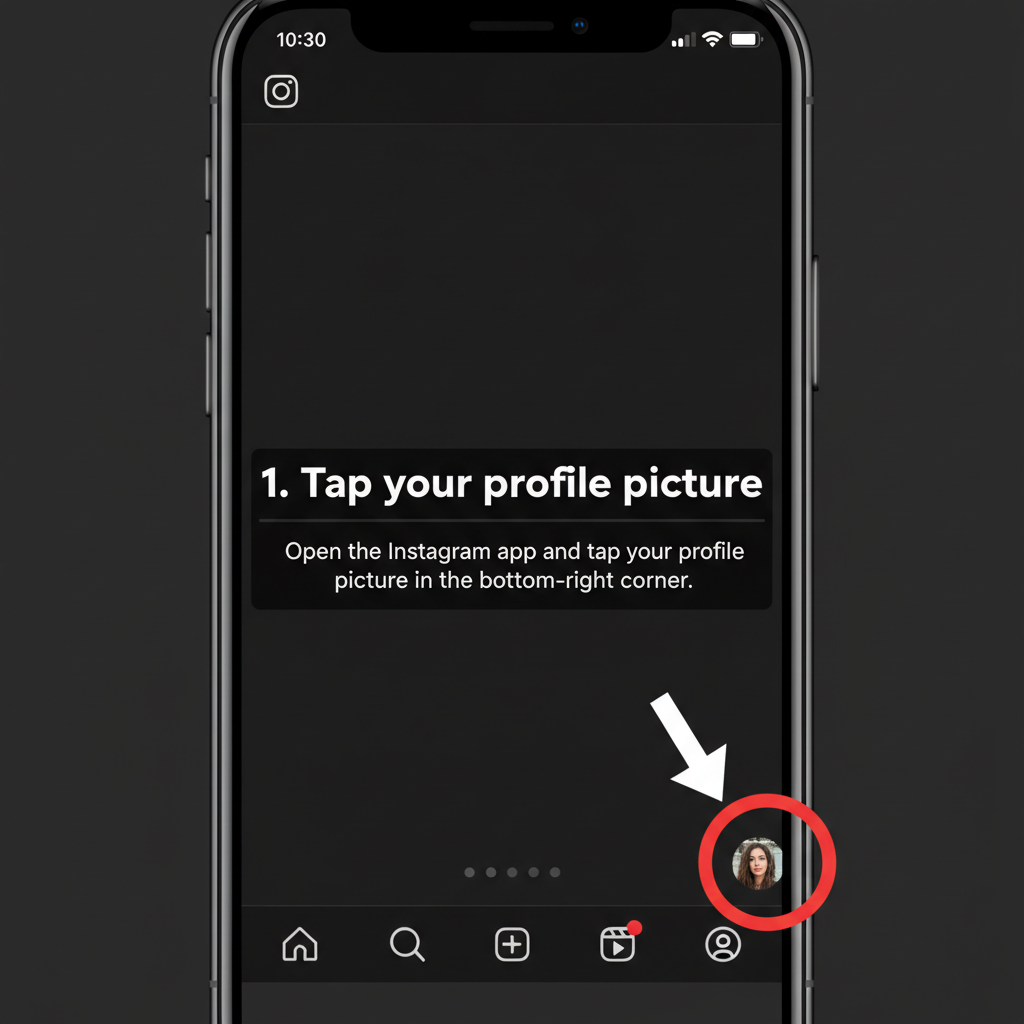 10:30
1. Tap your profile picture
Open the Instagram app and tap your profile
picture in the bottom-right corner.